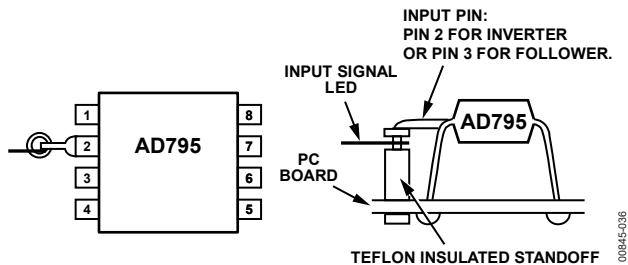 INPUT PIN:
PIN 2 FOR INVERTER
OR PIN 3 FOR FOLLOWER.
INPUT SIGNAL
LED
1
2
3
4
AD795
8
7
6
5
AD795
PC
BOARD
TEFLON INSULATED STANDOFF
00845-036